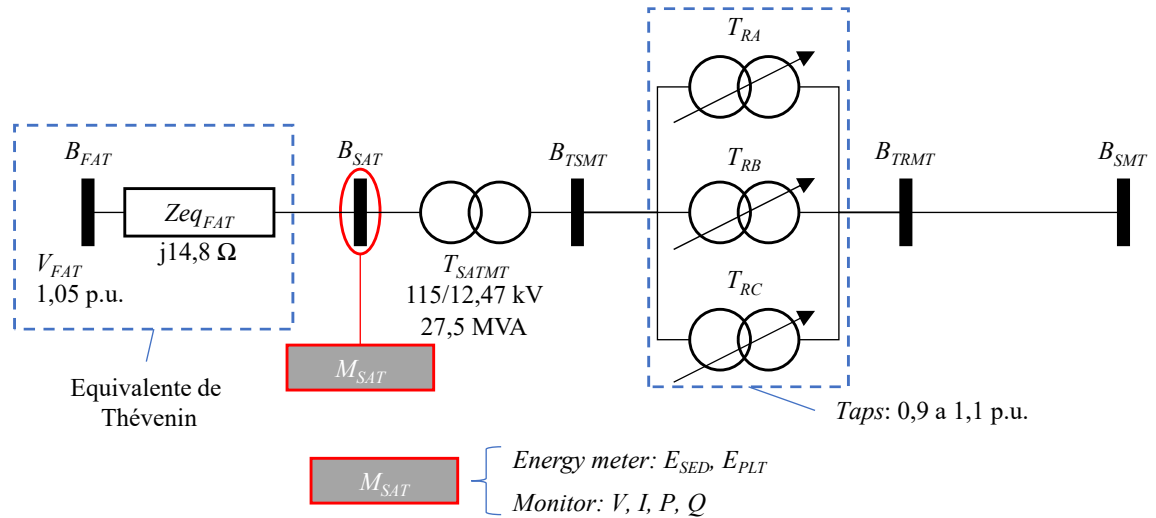 T_RA
B_FAT
B_SAT
B_TSMT
T_RB
B_TRMT
B_SMT
Zeq_FAT
j14,8 Ω
V_FAT
1,05 p.u.
T_SATMT
115/12,47 kV
27,5 MVA
T_RC
M_SAT
Equivalente de
Thévenin
Taps: 0,9 a 1,1 p.u.
M_SAT
Energy meter: E_SED, E_PLT
Monitor: V, I, P, Q